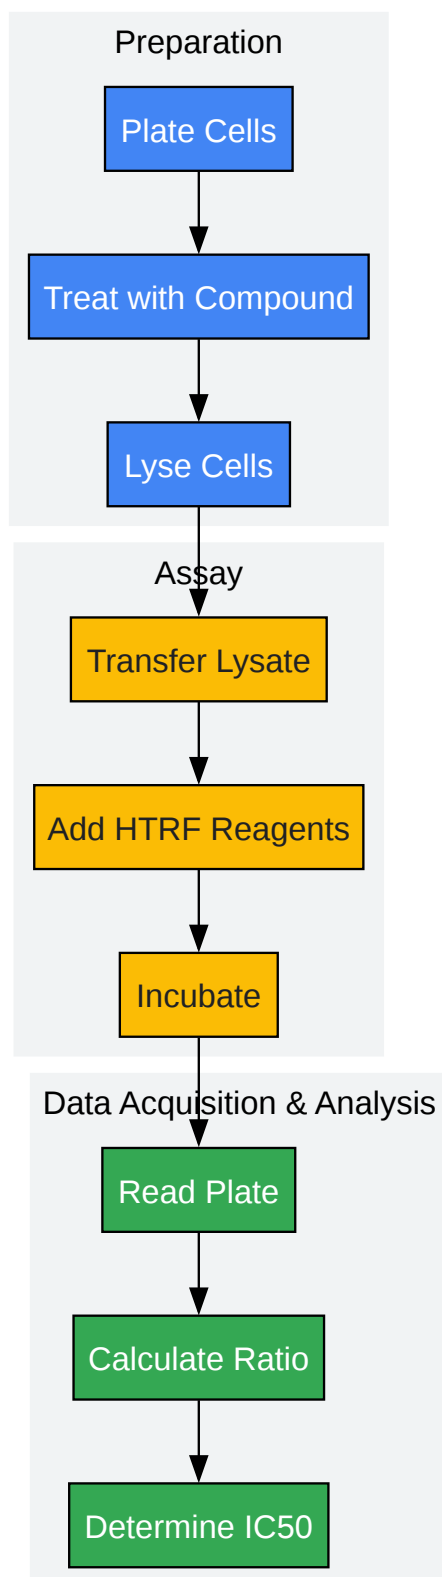 Preparation
Plate Cells
Treat with Compound
Lyse Cells
Assay
Transfer Lysate
Add HTRF Reagents
Incubate
Data Acquisition & Analysis
Read Plate
Calculate Ratio
Determine IC50